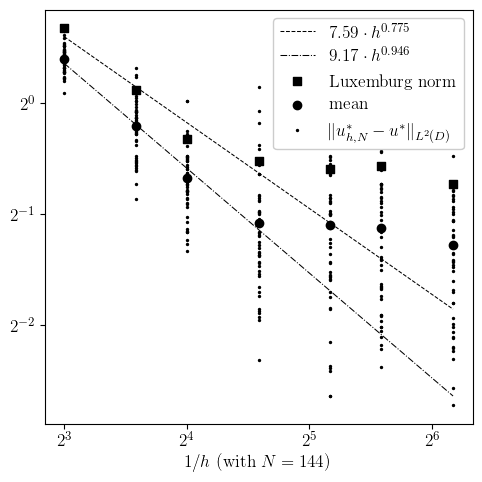 7.59 · h^0.775
9.17 · h^0.946
Luxemburg norm
mean
||u*_{h,N} − u*||_{L²(D)}
2^0
2^−1
2^−2
2^3 2^4 2^5 2^6
1/h (with N = 144)